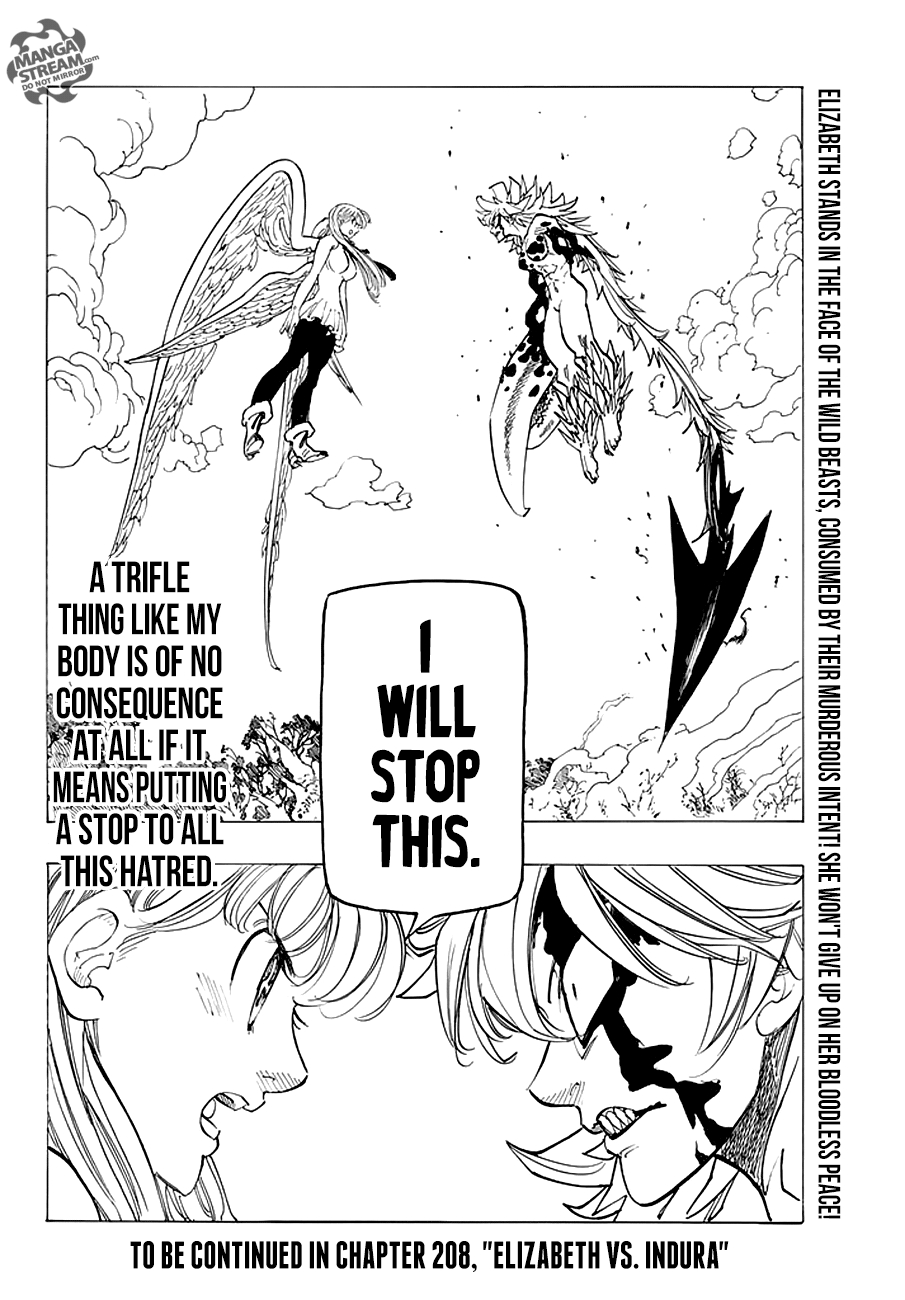 MANGA
STREAM.com
DO NOT MIRROR
ELIZABETH STANDS IN THE FACE OF THE WILD BEASTS, CONSUMED BY THEIR MURDEROUS INTENT! SHE WON'T GIVE UP ON HER BLOODLESS PEACE!
A TRIFLE
THING LIKE MY
BODY IS OF NO
CONSEQUENCE
AT ALL IF IT
MEANS PUTTING
A STOP TO ALL
THIS HATRED.
I
WILL
STOP
THIS.
TO BE CONTINUED IN CHAPTER 208, "ELIZABETH VS. INDURA"